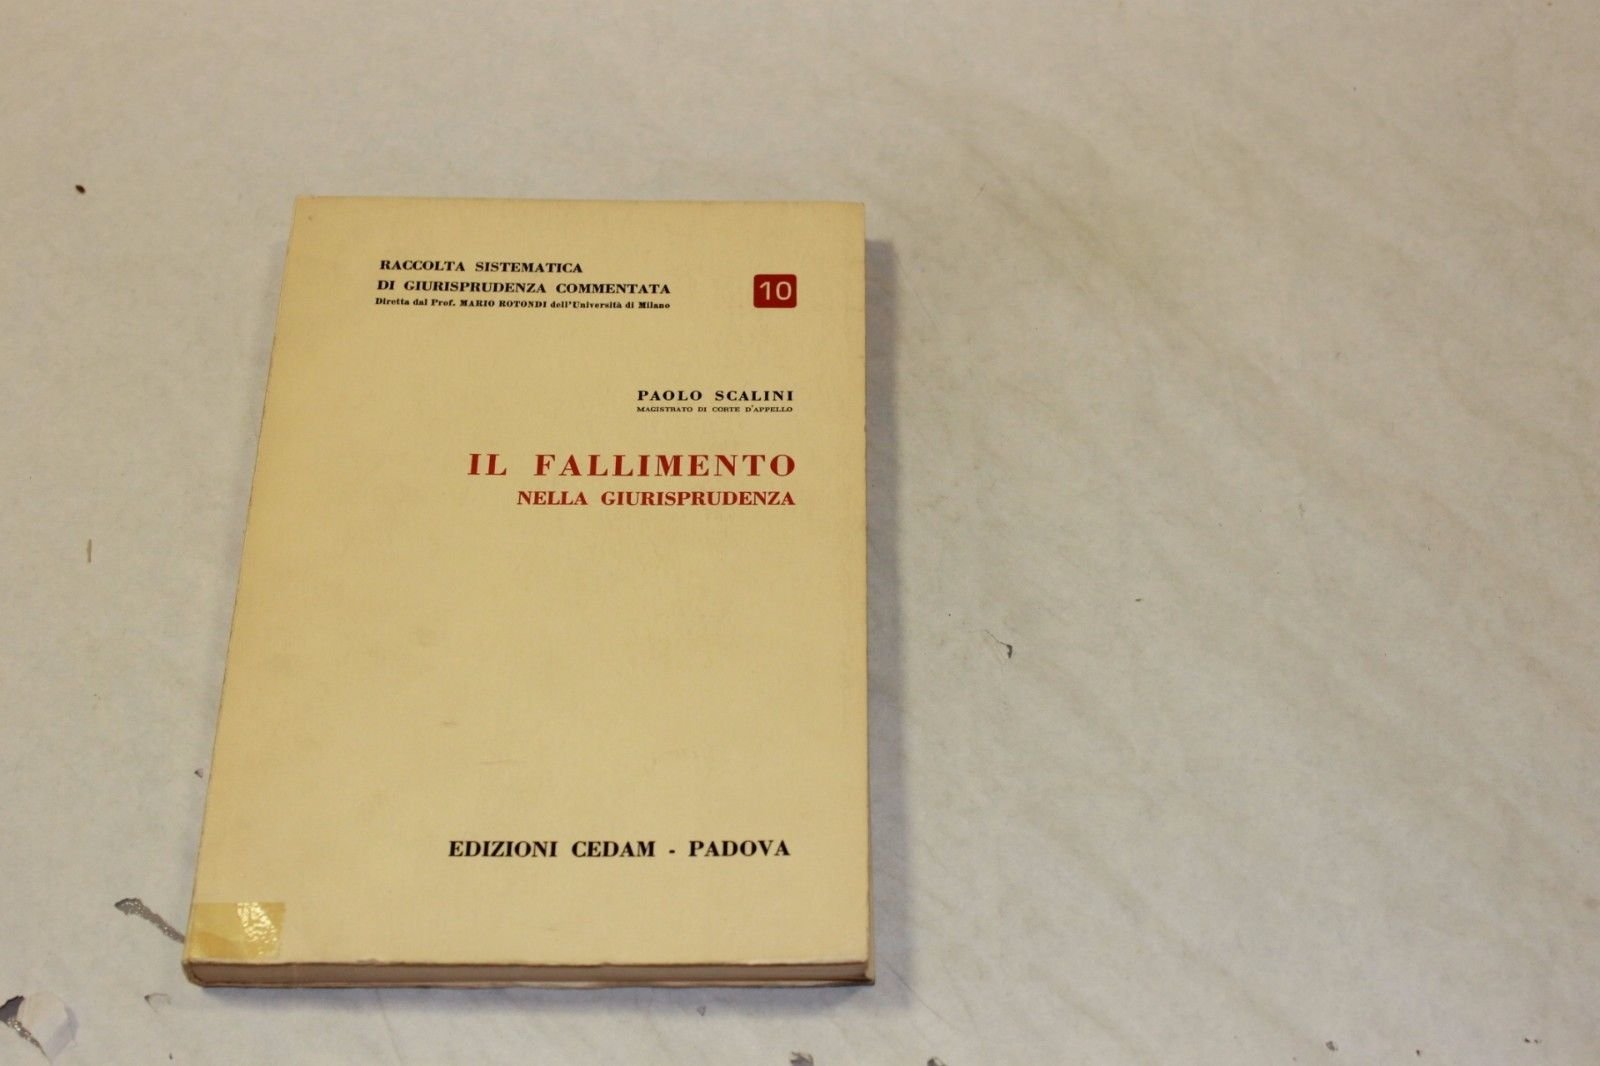 RACCOLTA SISTEMATICA
DI GIURISPRUDENZA COMMENTATA
Diretta dal Prof. MARIO ROTONDI dell'Università di Milano
10
PAOLO SCALINI
MAGISTRATO DI CORTE D'APPELLO
IL FALLIMENTO
NELLA GIURISPRUDENZA
EDIZIONI CEDAM - PADOVA